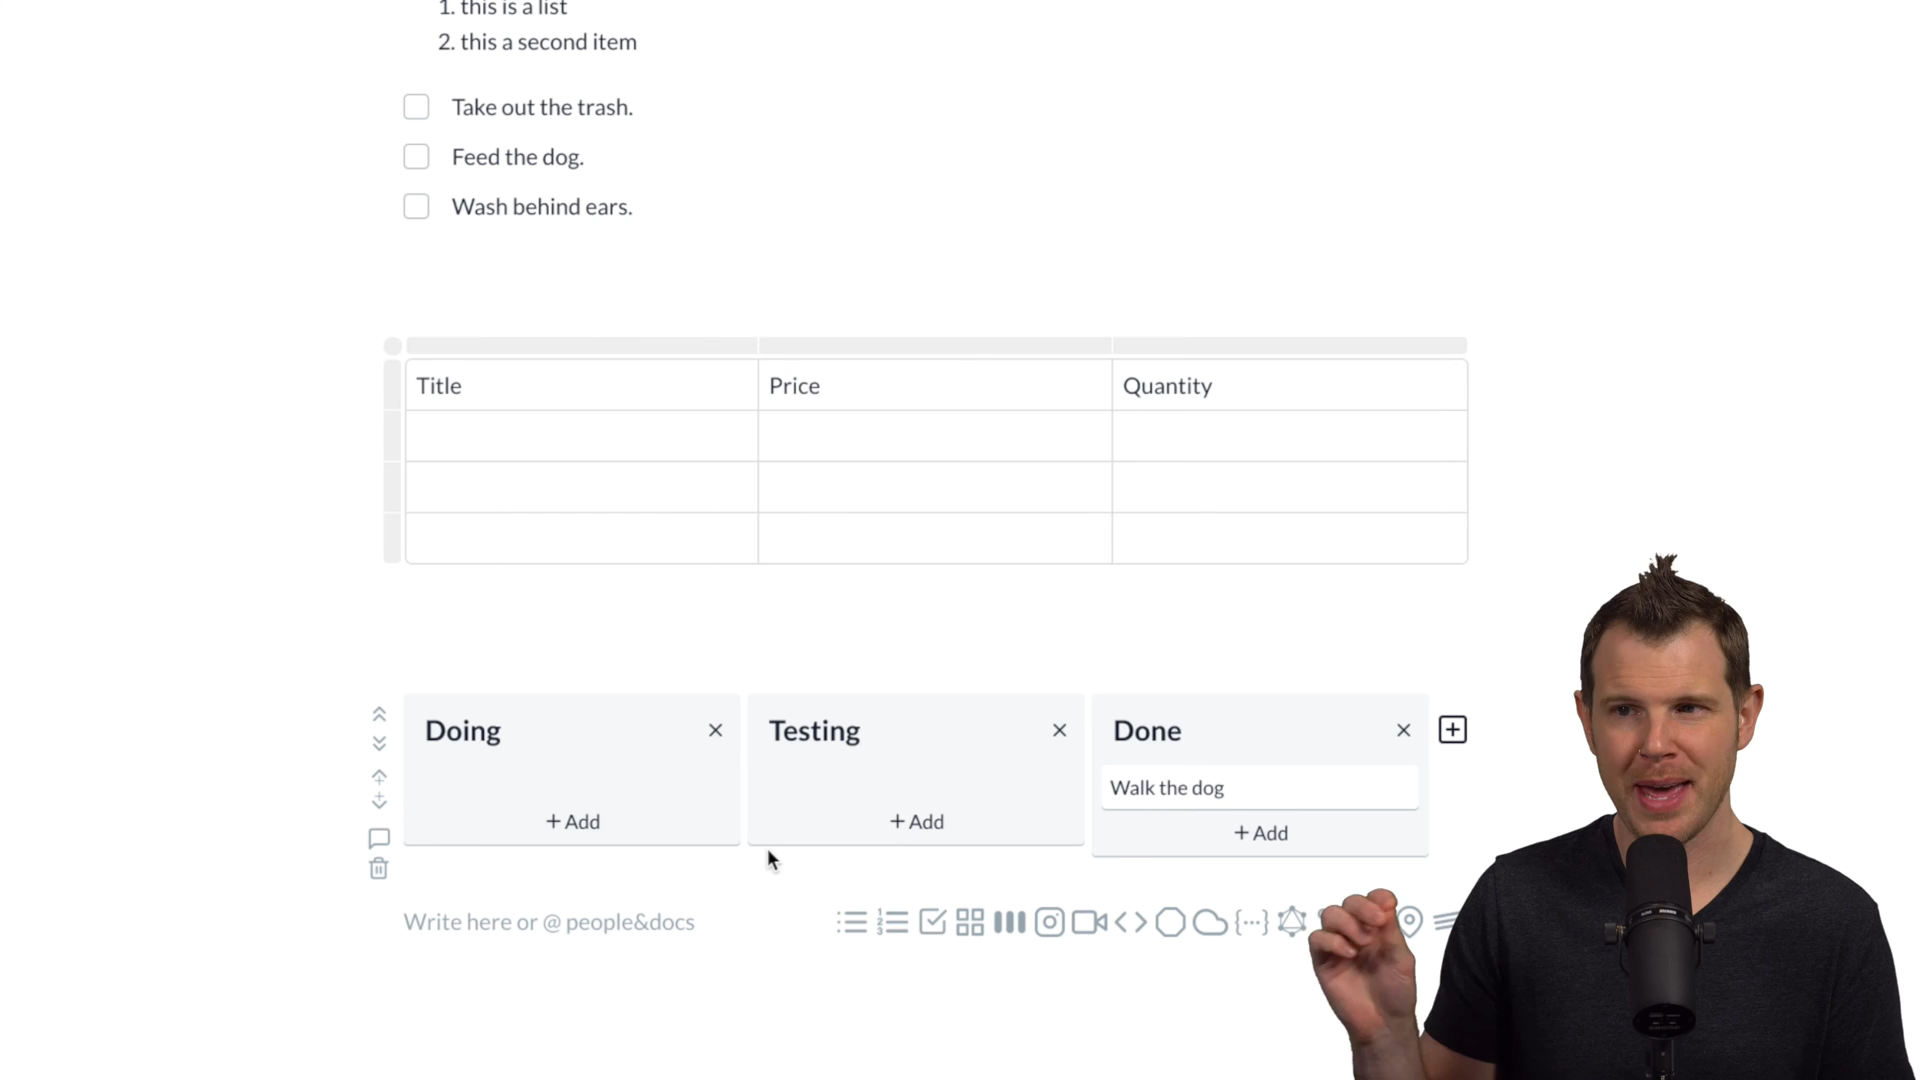 1. this is a list
2. this a second item
Take out the trash.
Feed the dog.
Wash behind ears.
Title Price Quantity
Doing Testing Done
Walk the dog
+ Add + Add + Add
Write here or @ people&docs